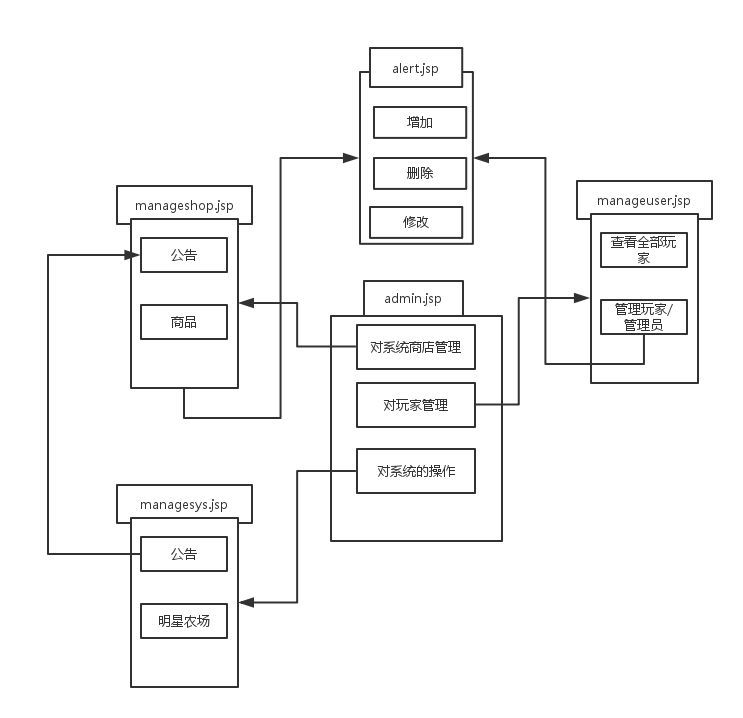 alert.jsp
增加
删除
修改
manageshop.jsp
公告
商品
manageuser.jsp
查看全部玩
家
管理玩家/
管理员
admin.jsp
对系统商店管理
对玩家管理
对系统的操作
managesys.jsp
公告
明星农场